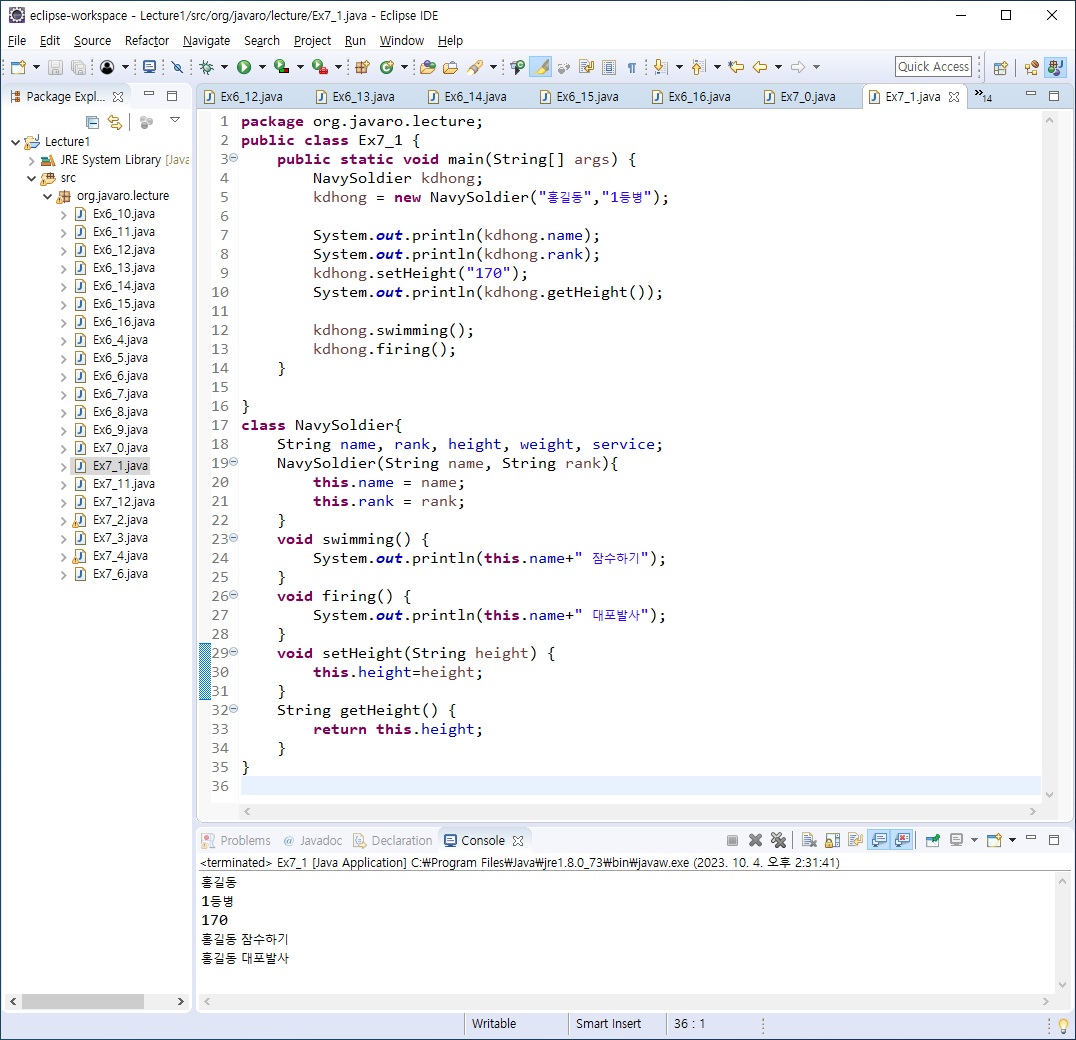 eclipse-workspace - Lecture1/src/org/javaro/lecture/Ex7_1.java - Eclipse IDE
File Edit Source Refactor Navigate Search Project Run Window Help
Quick Access
Package Expl...
Ex6_12.java Ex6_13.java Ex6_14.java Ex6_15.java Ex6_16.java Ex7_0.java Ex7_1.java »14
Lecture1
JRE System Library [Java
src
org.javaro.lecture
Ex6_10.java
Ex6_11.java
Ex6_12.java
Ex6_13.java
Ex6_14.java
Ex6_15.java
Ex6_16.java
Ex6_4.java
Ex6_5.java
Ex6_6.java
Ex6_7.java
Ex6_8.java
Ex6_9.java
Ex7_0.java
Ex7_1.java
Ex7_11.java
Ex7_12.java
Ex7_2.java
Ex7_3.java
Ex7_4.java
Ex7_6.java
1 package org.javaro.lecture;
2 public class Ex7_1 {
3 public static void main(String[] args) {
4 NavySoldier kdhong;
5 kdhong = new NavySoldier("홍길동","1등병");
6
7 System.out.println(kdhong.name);
8 System.out.println(kdhong.rank);
9 kdhong.setHeight("170");
10 System.out.println(kdhong.getHeight());
11
12 kdhong.swimming();
13 kdhong.firing();
14 }
15
16 }
17 class NavySoldier{
18 String name, rank, height, weight, service;
19 NavySoldier(String name, String rank){
20 this.name = name;
21 this.rank = rank;
22 }
23 void swimming() {
24 System.out.println(this.name+" 잠수하기");
25 }
26 void firing() {
27 System.out.println(this.name+" 대포발사");
28 }
29 void setHeight(String height) {
30 this.height=height;
31 }
32 String getHeight() {
33 return this.height;
34 }
35 }
36
Problems @ Javadoc Declaration Console
<terminated> Ex7_1 [Java Application] C:₩Program Files₩Java₩jre1.8.0_73₩bin₩javaw.exe (2023. 10. 4. 오후 2:31:41)
홍길동
1등병
170
홍길동 잠수하기
홍길동 대포발사
Writable Smart Insert 36 : 1